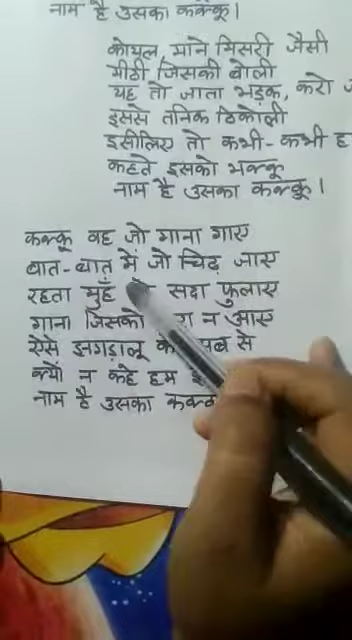 नाम है उसका कक्कू।
कोयल, माने मिसरी जैसी
मीठी जिसकी बोली
यह तो जाता भड़क, करो
इससे तनिक ठिठोली
इसीलिए तो कभी-कभी
कहते इसको भक्कू
नाम है उसका कक्कू।
कक्कू वह जो गाना गाए
बात-बात में जो चिढ़ जाए
रहता मुँह सदा फुलाए
गाना जिसको न आए
ऐसे झगड़ालू से
क्यों न कहे हम
नाम है उसका कक्कू